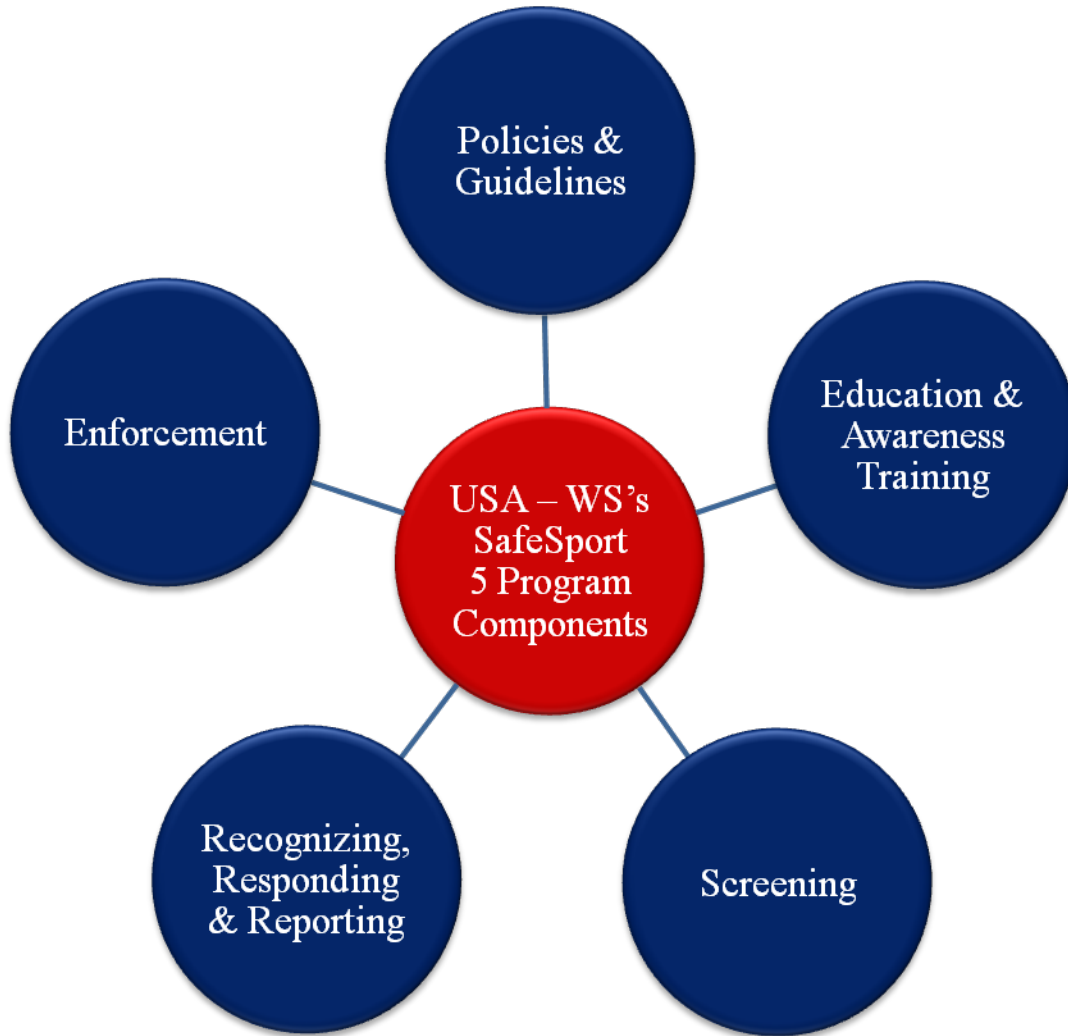 Policies &
Guidelines
Education &
Awareness
Training
Enforcement
USA – WS’s
SafeSport
5 Program
Components
Recognizing,
Responding
& Reporting
Screening